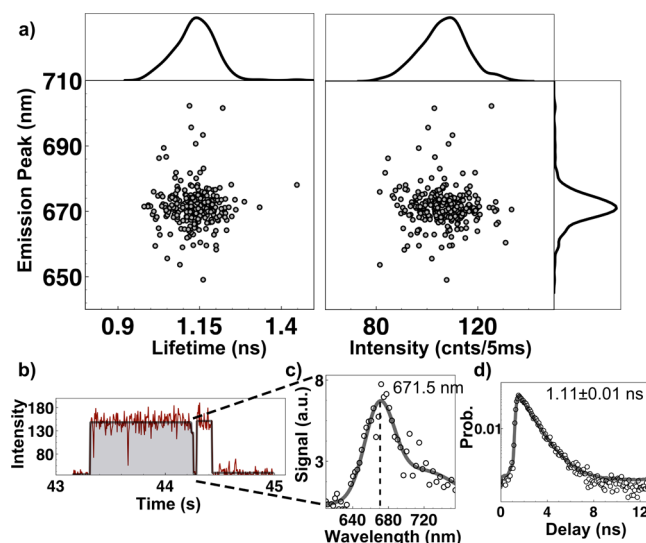 a)
Emission Peak
(nm)
710
690
670
650
0.9
1.15
1.4
Lifetime (ns)
80
120
Intensity (cnts/5ms)
b)
Intensity
180
130
80
43
44
45
Time (s)
c)
Signal (a.u.)
8
3
671.5 nm
640
680
720
Wavelength (nm)
d)
Prob.
0.01
1.11±0.01 ns
0
4
8
12
Delay (ns)